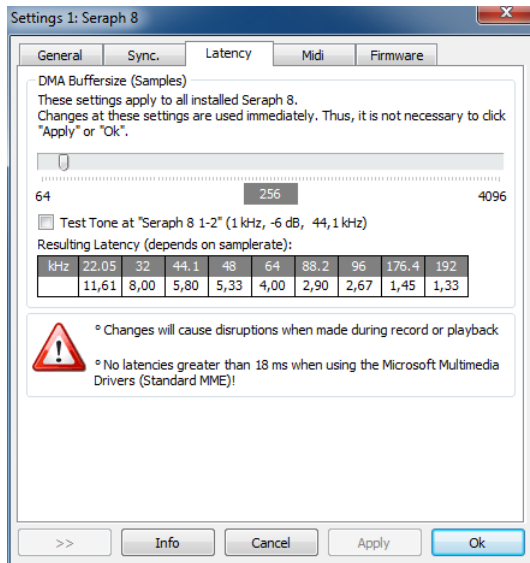 Settings 1: Seraph 8
General Sync. Latency Midi Firmware
DMA Buffersize (Samples)
These settings apply to all installed Seraph 8.
Changes at these settings are used immediately. Thus, it is not necessary to click
"Apply" or "Ok".
64 256 4096
Test Tone at "Seraph 8 1-2" (1 kHz, -6 dB, 44,1 kHz)
Resulting Latency (depends on samplerate):
kHz 22.05 32 44.1 48 64 88.2 96 176.4 192
11,61 8,00 5,80 5,33 4,00 2,90 2,67 1,45 1,33
° Changes will cause disruptions when made during record or playback
° No latencies greater than 18 ms when using the Microsoft Multimedia
Drivers (Standard MME)!
>> Info Cancel Apply Ok